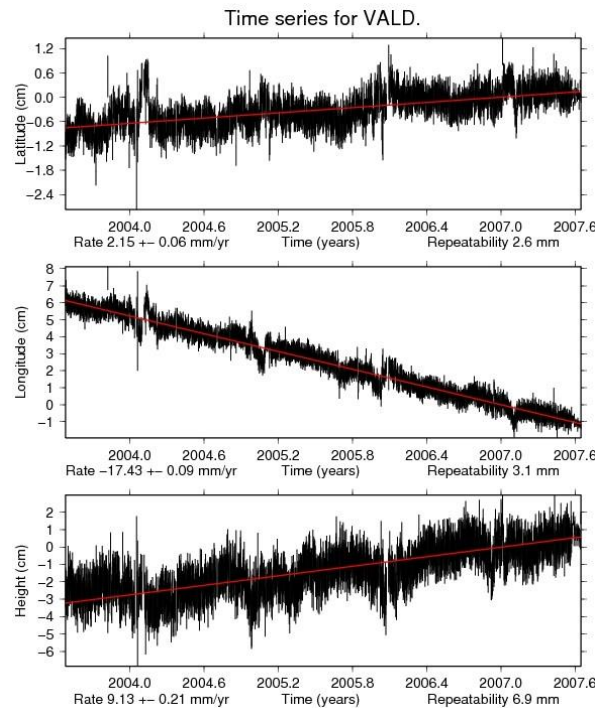 Time series for VALD.
1.2
0.6
0.0
−0.6
−1.2
−1.8
−2.4
Latitude (cm)
2004.0 2004.6 2005.2 2005.8 2006.4 2007.0 2007.6
Rate 2.15 +− 0.06 mm/yr Time (years) Repeatability 2.6 mm
8
7
6
5
4
3
2
1
0
−1
Longitude (cm)
2004.0 2004.6 2005.2 2005.8 2006.4 2007.0 2007.6
Rate −17.43 +− 0.09 mm/yr Time (years) Repeatability 3.1 mm
2
1
0
−1
−2
−3
−4
−5
−6
Height (cm)
2004.0 2004.6 2005.2 2005.8 2006.4 2007.0 2007.6
Rate 9.13 +− 0.21 mm/yr Time (years) Repeatability 6.9 mm